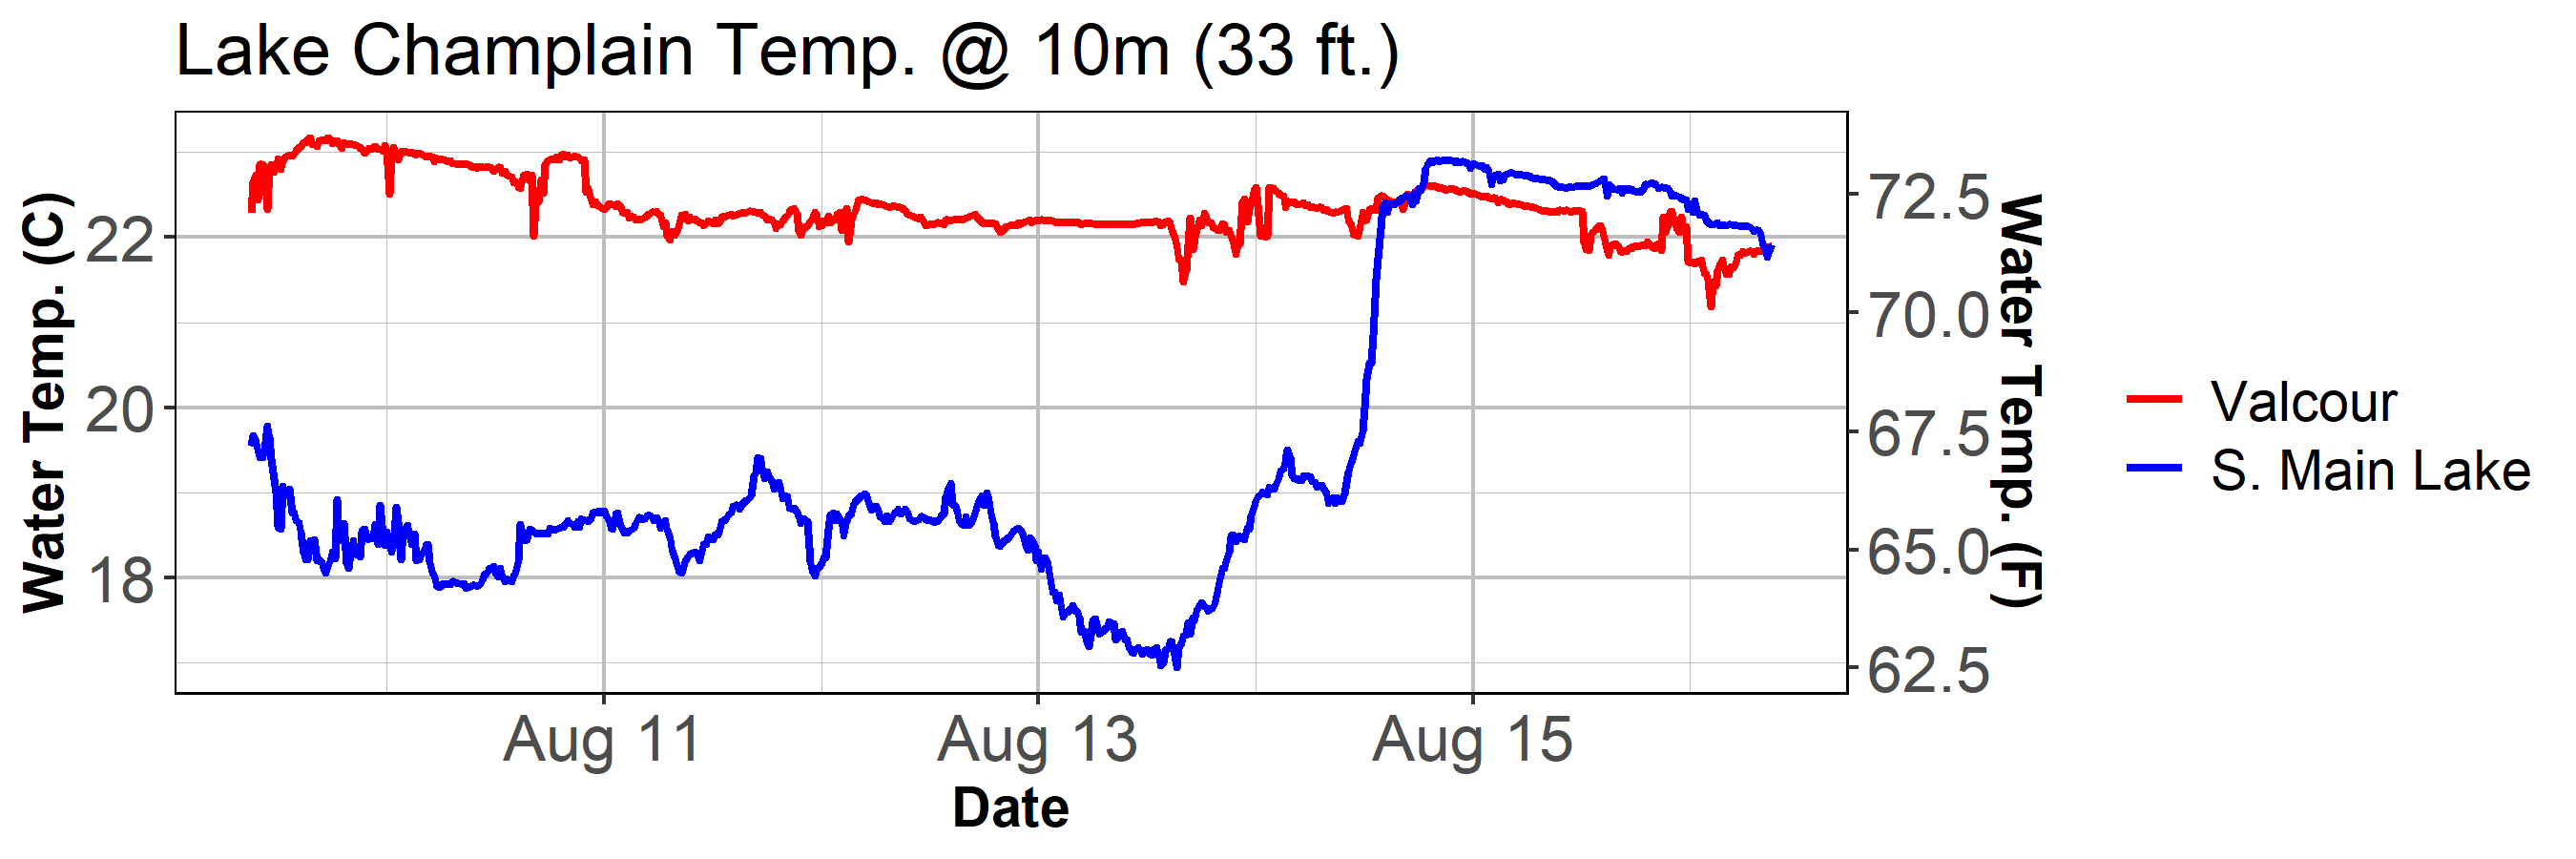 Lake Champlain Temp. @ 10m (33 ft.)
Water Temp. (C)
22
20
18
72.5
70.0
67.5
65.0
62.5
Water Temp. (F)
Valcour
S. Main Lake
Aug 11
Aug 13
Aug 15
Date